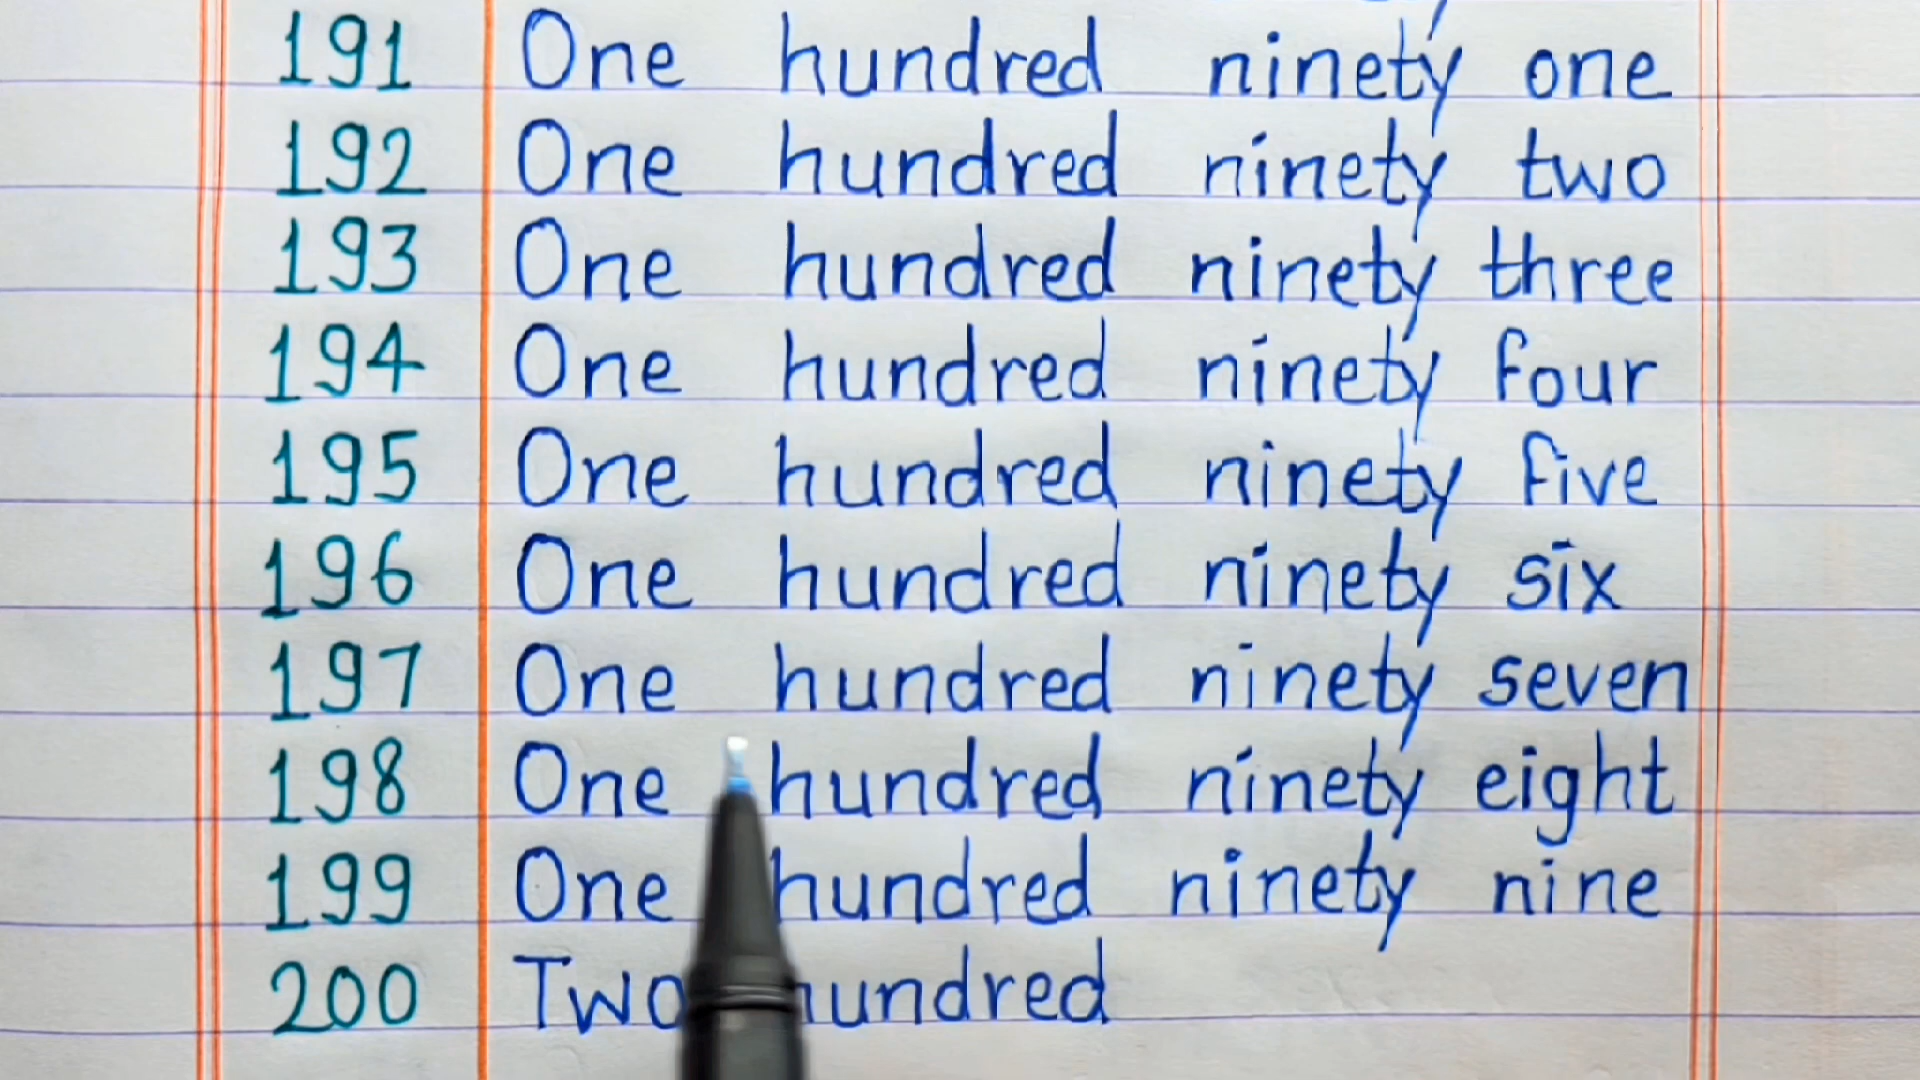 191 One hundred ninety one
192 One hundred ninety two
193 One hundred ninety three
194 One hundred ninety four
195 One hundred ninety five
196 One hundred ninety six
197 One hundred ninety seven
198 One hundred ninety eight
199 One hundred ninety nine
200 Two hundred